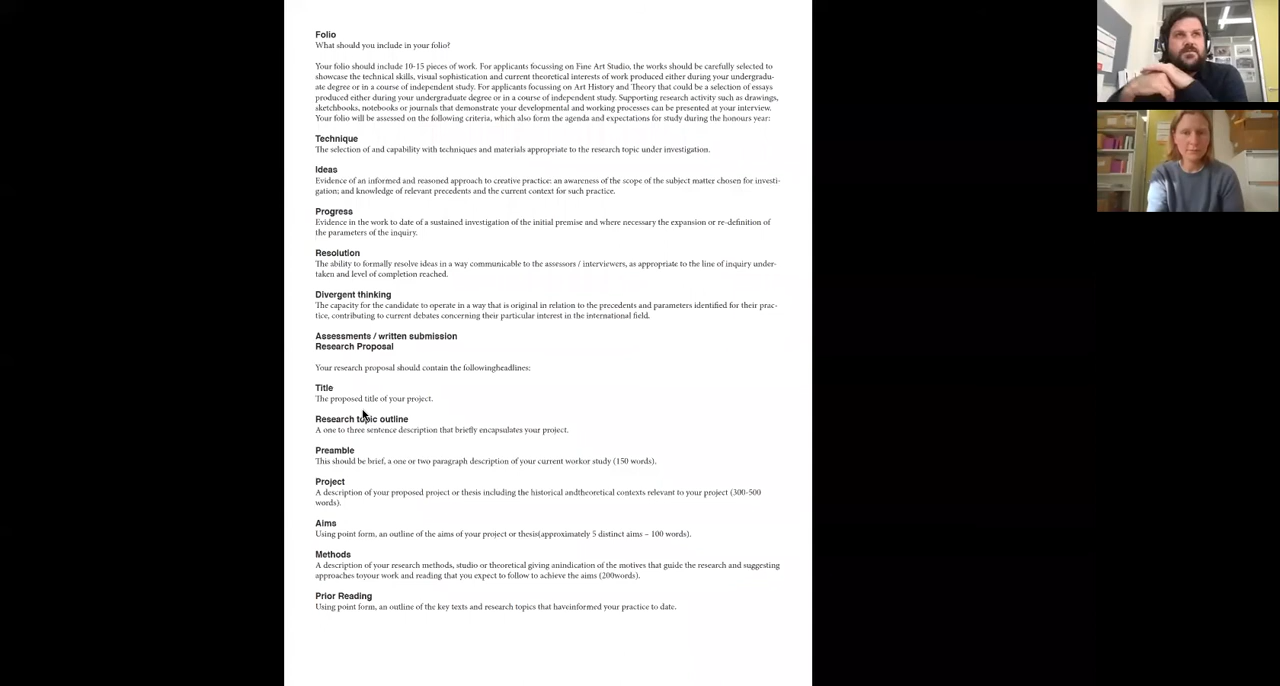 Folio
What should you include in your folio?
Your folio should include 10-15 pieces of work. For applicants focussing on Fine Art Studio, the works should be carefully selected to
showcase the technical skills, visual sophistication and current theoretical interests of work produced either during your undergradu-
ate degree or in a course of independent study. For applicants focussing on Art History and Theory that could be a selection of essays
produced either during your undergraduate degree or in a course of independent study. Supporting research activity such as drawings,
sketchbooks, notebooks or journals that demonstrate your developmental and working processes can be presented at your interview.
Your folio will be assessed on the following criteria, which also form the agenda and expectations for study during the honours year:
Technique
The selection of and capability with techniques and materials appropriate to the research topic under investigation.
Ideas
Evidence of an informed and reasoned approach to creative practice: an awareness of the scope of the subject matter chosen for investi-
gation; and knowledge of relevant precedents and the current context for such practice.
Progress
Evidence in the work to date of a sustained investigation of the initial premise and where necessary the expansion or re-definition of
the parameters of the inquiry.
Resolution
The ability to formally resolve ideas in a way communicable to the assessors / interviewers, as appropriate to the line of inquiry under-
taken and level of completion reached.
Divergent thinking
The capacity for the candidate to operate in a way that is original in relation to the precedents and parameters identified for their prac-
tice, contributing to current debates concerning their particular interest in the international field.
Assessments / written submission
Research Proposal
Your research proposal should contain the followingheadlines:
Title
The proposed title of your project.
Research topic outline
A one to three sentence description that briefly encapsulates your project.
Preamble
This should be brief, a one or two paragraph description of your current workor study (150 words).
Project
A description of your proposed project or thesis including the historical andtheoretical contexts relevant to your project (300-500
words).
Aims
Using point form, an outline of the aims of your project or thesis(approximately 5 distinct aims – 100 words).
Methods
A description of your research methods, studio or theoretical giving anindication of the motives that guide the research and suggesting
approaches toyour work and reading that you expect to follow to achieve the aims (200words).
Prior Reading
Using point form, an outline of the key texts and research topics that haveinformed your practice to date.